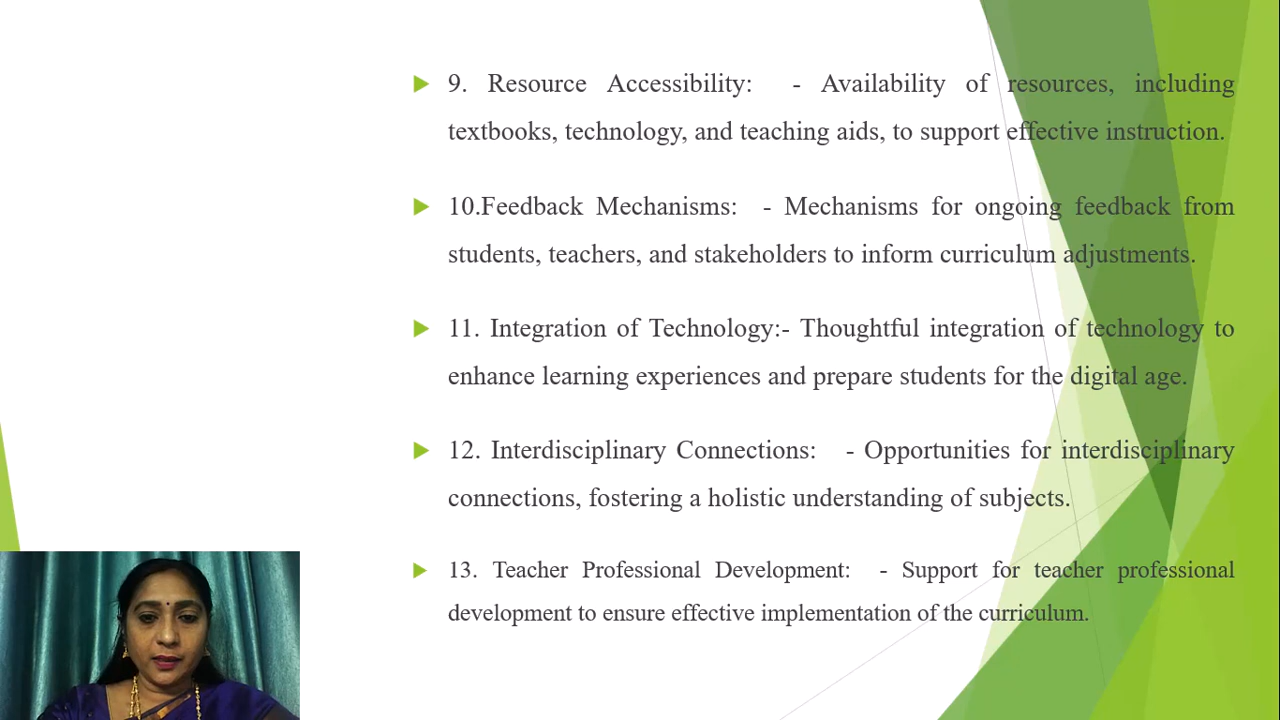 9. Resource Accessibility: - Availability of resources, including
textbooks, technology, and teaching aids, to support effective instruction.
10.Feedback Mechanisms: - Mechanisms for ongoing feedback from
students, teachers, and stakeholders to inform curriculum adjustments.
11. Integration of Technology:- Thoughtful integration of technology to
enhance learning experiences and prepare students for the digital age.
12. Interdisciplinary Connections: - Opportunities for interdisciplinary
connections, fostering a holistic understanding of subjects.
13. Teacher Professional Development: - Support for teacher professional
development to ensure effective implementation of the curriculum.